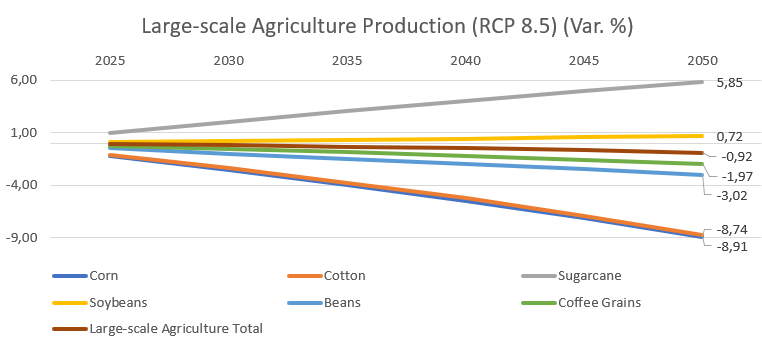 Large-scale Agriculture Production (RCP 8.5) (Var. %)
2025 2030 2035 2040 2045 2050
6,00
5,85
1,00
0,72
-0,92
-1,97
-4,00
-3,02
-9,00
-8,74
-8,91
Corn Cotton Sugarcane
Soybeans Beans Coffee Grains
Large-scale Agriculture Total